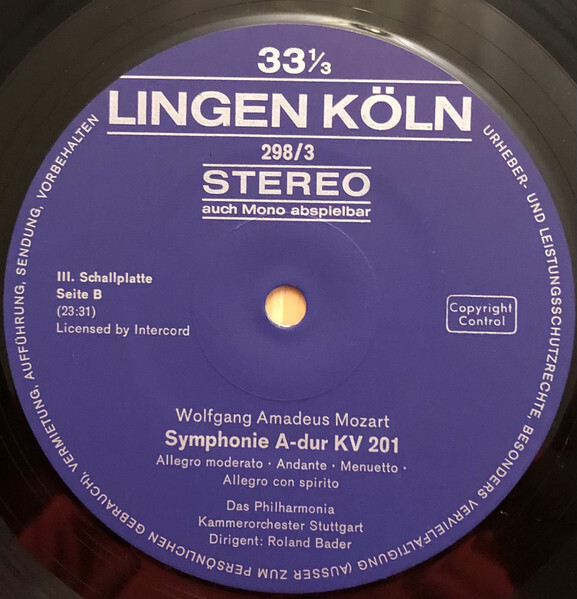 33⅓
LINGEN KÖLN
298/3
STEREO
auch Mono abspielbar
III. Schallplatte
Seite B
(23:31)
Licensed by Intercord
Copyright
Control
Wolfgang Amadeus Mozart
Symphonie A-dur KV 201
Allegro moderato · Andante · Menuetto ·
Allegro con spirito
Das Philharmonia
Kammerorchester Stuttgart
Dirigent: Roland Bader
URHEBER- UND LEISTUNGSSCHUTZRECHTE, BESONDERS VERVIELFÄLTIGUNG (AUSSER ZUM PERSÖNLICHEN GEBRAUCH), VERMIETUNG, AUFFÜHRUNG, SENDUNG, VORBEHALTEN